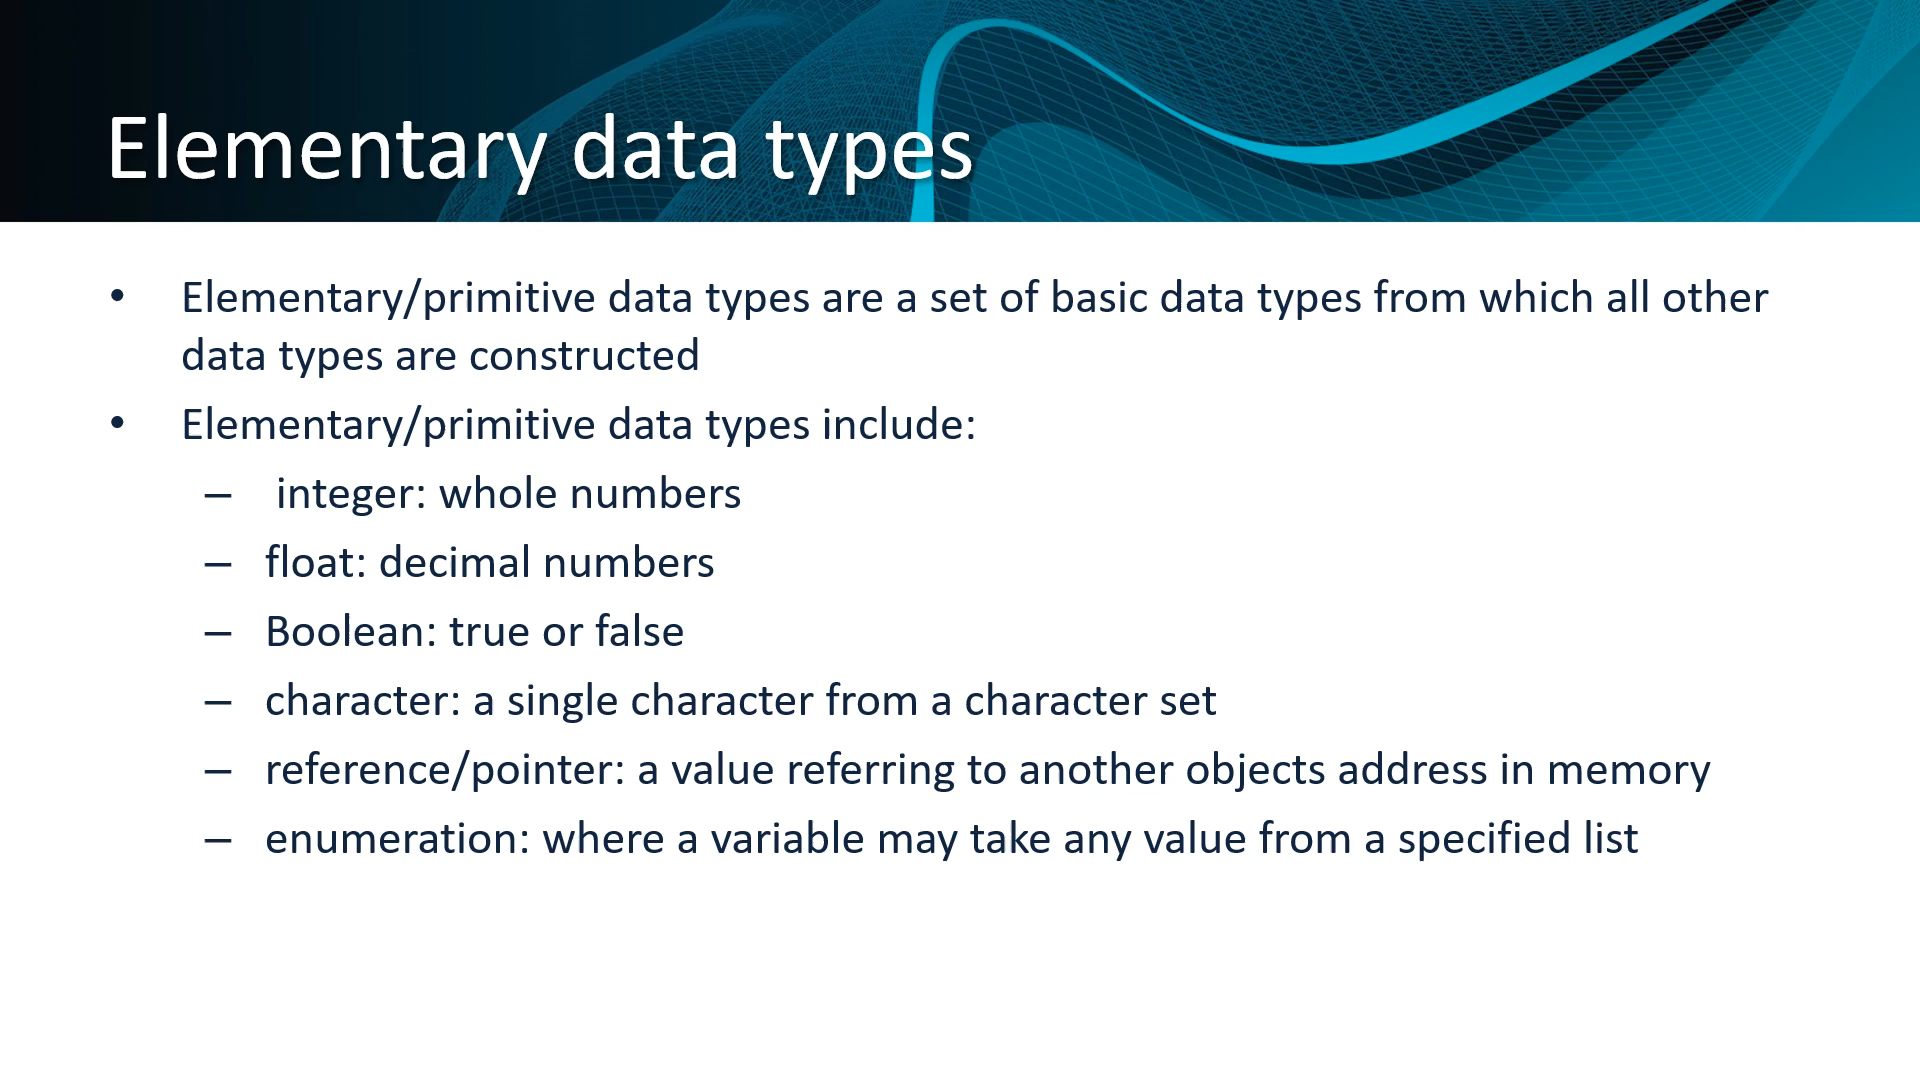 Elementary data types
• Elementary/primitive data types are a set of basic data types from which all other
data types are constructed
• Elementary/primitive data types include:
– integer: whole numbers
– float: decimal numbers
– Boolean: true or false
– character: a single character from a character set
– reference/pointer: a value referring to another objects address in memory
– enumeration: where a variable may take any value from a specified list